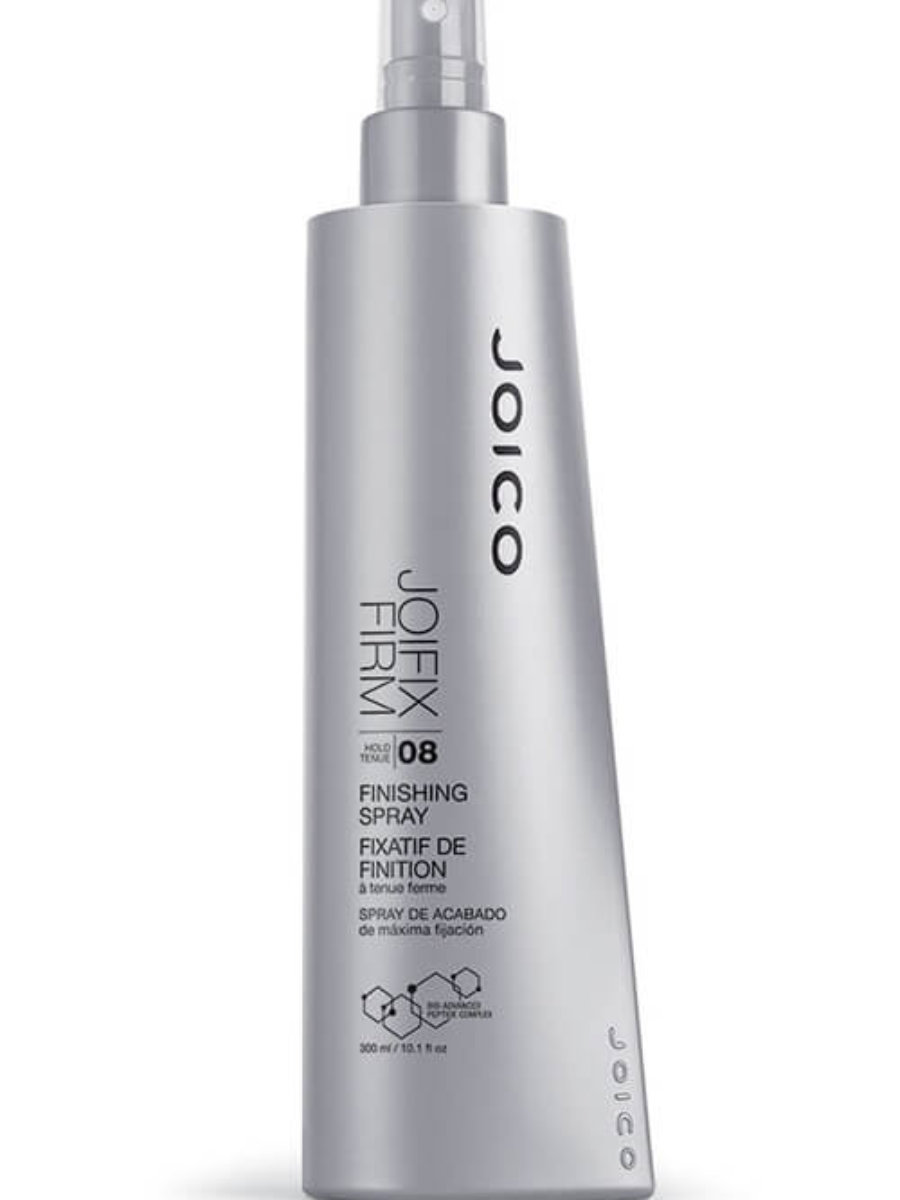 JOICO
JOIFIX
FIRM
HOLD
TENUE
08
FINISHING
SPRAY
FIXATIF DE
FINITION
à tenue ferme
SPRAY DE ACABADO
de máxima fijación
BIO-ADVANCED
PEPTIDE COMPLEX
300 ml / 10.1 fl oz
JOICO